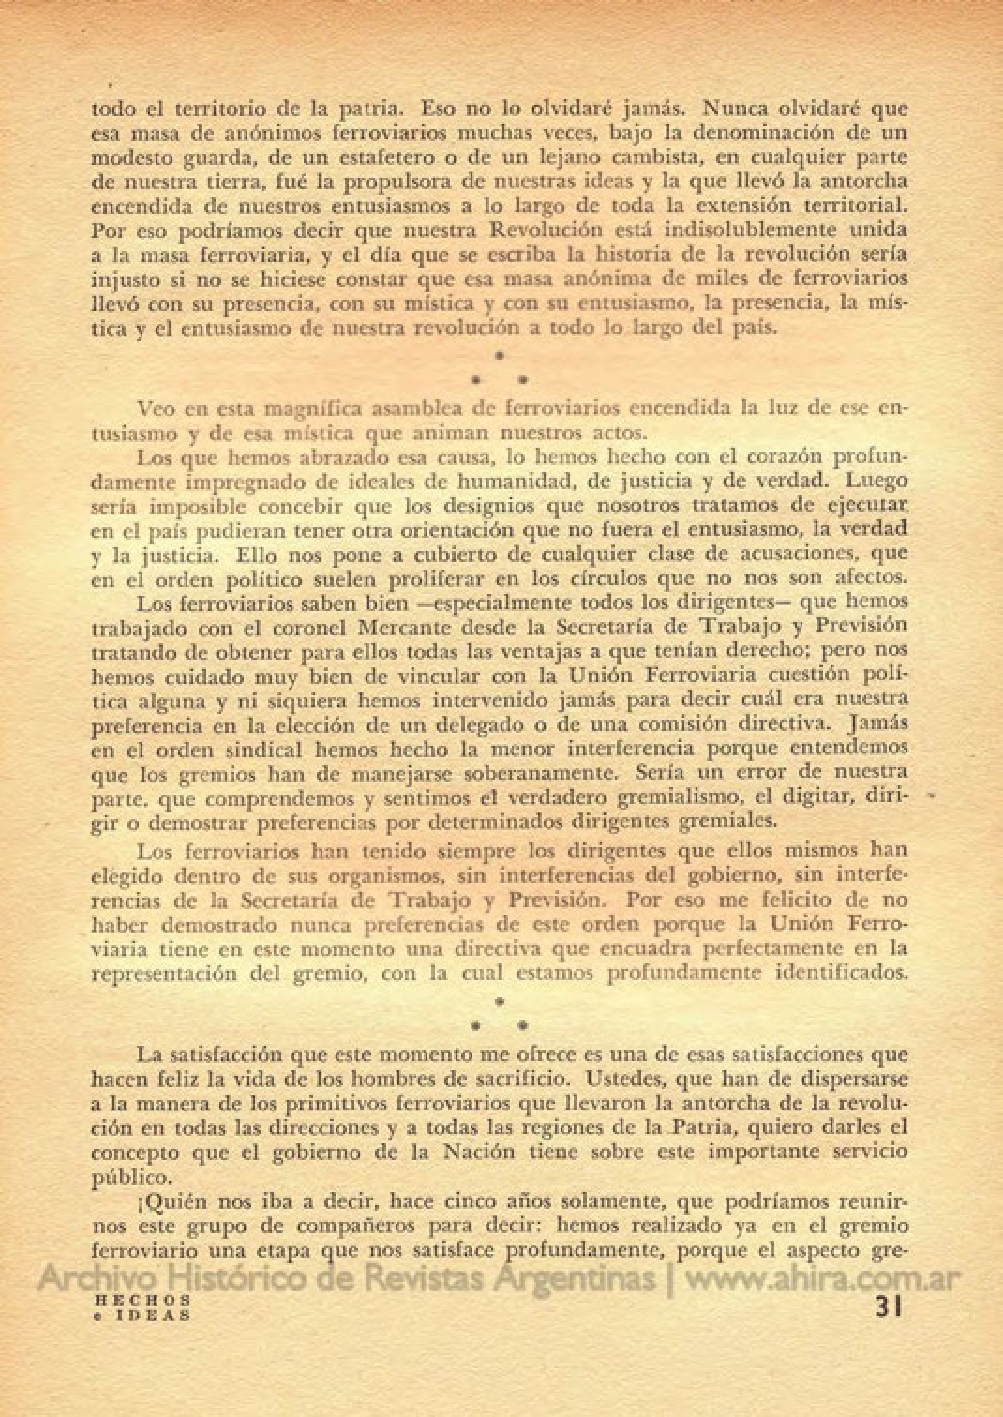 todo el territorio de la patria. Eso no lo olvidaré jamás. Nunca olvidaré que
esa masa de anónimos ferroviarios muchas veces, bajo la denominación de un
modesto guarda, de un estafetero o de un lejano cambista, en cualquier parte
de nuestra tierra, fué la propulsora de nuestras ideas y la que llevó la antorcha
encendida de nuestros entusiasmos a lo largo de toda la extensión territorial.
Por eso podríamos decir que nuestra Revolución está indisolublemente unida
a la masa ferroviaria, y el día que se escriba la historia de la revolución sería
injusto si no se hiciese constar que esa masa anónima de miles de ferroviarios
llevó con su presencia, con su mística y con su entusiasmo, la presencia, la mís-
tica y el entusiasmo de nuestra revolución a todo lo largo del país.
*
* *
Veo en esta magnífica asamblea de ferroviarios encendida la luz de ese en-
tusiasmo y de esa mística que animan nuestros actos.
Los que hemos abrazado esa causa, lo hemos hecho con el corazón profun-
damente impregnado de ideales de humanidad, de justicia y de verdad. Luego
sería imposible concebir que los designios que nosotros tratamos de ejecutar
en el país pudieran tener otra orientación que no fuera el entusiasmo, la verdad
y la justicia. Ello nos pone a cubierto de cualquier clase de acusaciones, que
en el orden político suelen proliferar en los círculos que no nos son afectos.
Los ferroviarios saben bien —especialmente todos los dirigentes— que hemos
trabajado con el coronel Mercante desde la Secretaría de Trabajo y Previsión
tratando de obtener para ellos todas las ventajas a que tenían derecho; pero nos
hemos cuidado muy bien de vincular con la Unión Ferroviaria cuestión polí-
tica alguna y ni siquiera hemos intervenido jamás para decir cuál era nuestra
preferencia en la elección de un delegado o de una comisión directiva. Jamás
en el orden sindical hemos hecho la menor interferencia porque entendemos
que los gremios han de manejarse soberanamente. Sería un error de nuestra
parte, que comprendemos y sentimos el verdadero gremialismo, el digitar, diri-
gir o demostrar preferencias por determinados dirigentes gremiales.
Los ferroviarios han tenido siempre los dirigentes que ellos mismos han
elegido dentro de sus organismos, sin interferencias del gobierno, sin interfe-
rencias de la Secretaría de Trabajo y Previsión. Por eso me felicito de no
haber demostrado nunca preferencias de este orden porque la Unión Ferro-
viaria tiene en este momento una directiva que encuadra perfectamente en la
representación del gremio, con la cual estamos profundamente identificados.
*
* *
La satisfacción que este momento me ofrece es una de esas satisfacciones que
hacen feliz la vida de los hombres de sacrificio. Ustedes, que han de dispersarse
a la manera de los primitivos ferroviarios que llevaron la antorcha de la revolu-
ción en todas las direcciones y a todas las regiones de la Patria, quiero darles el
concepto que el gobierno de la Nación tiene sobre este importante servicio
público.
¡Quién nos iba a decir, hace cinco años solamente, que podríamos reunir-
nos este grupo de compañeros para decir: hemos realizado ya en el gremio
ferroviario una etapa que nos satisface profundamente, porque el aspecto gre-
Archivo Histórico de Revistas Argentinas | www.ahira.com.ar
HECHOS
e IDEAS
31